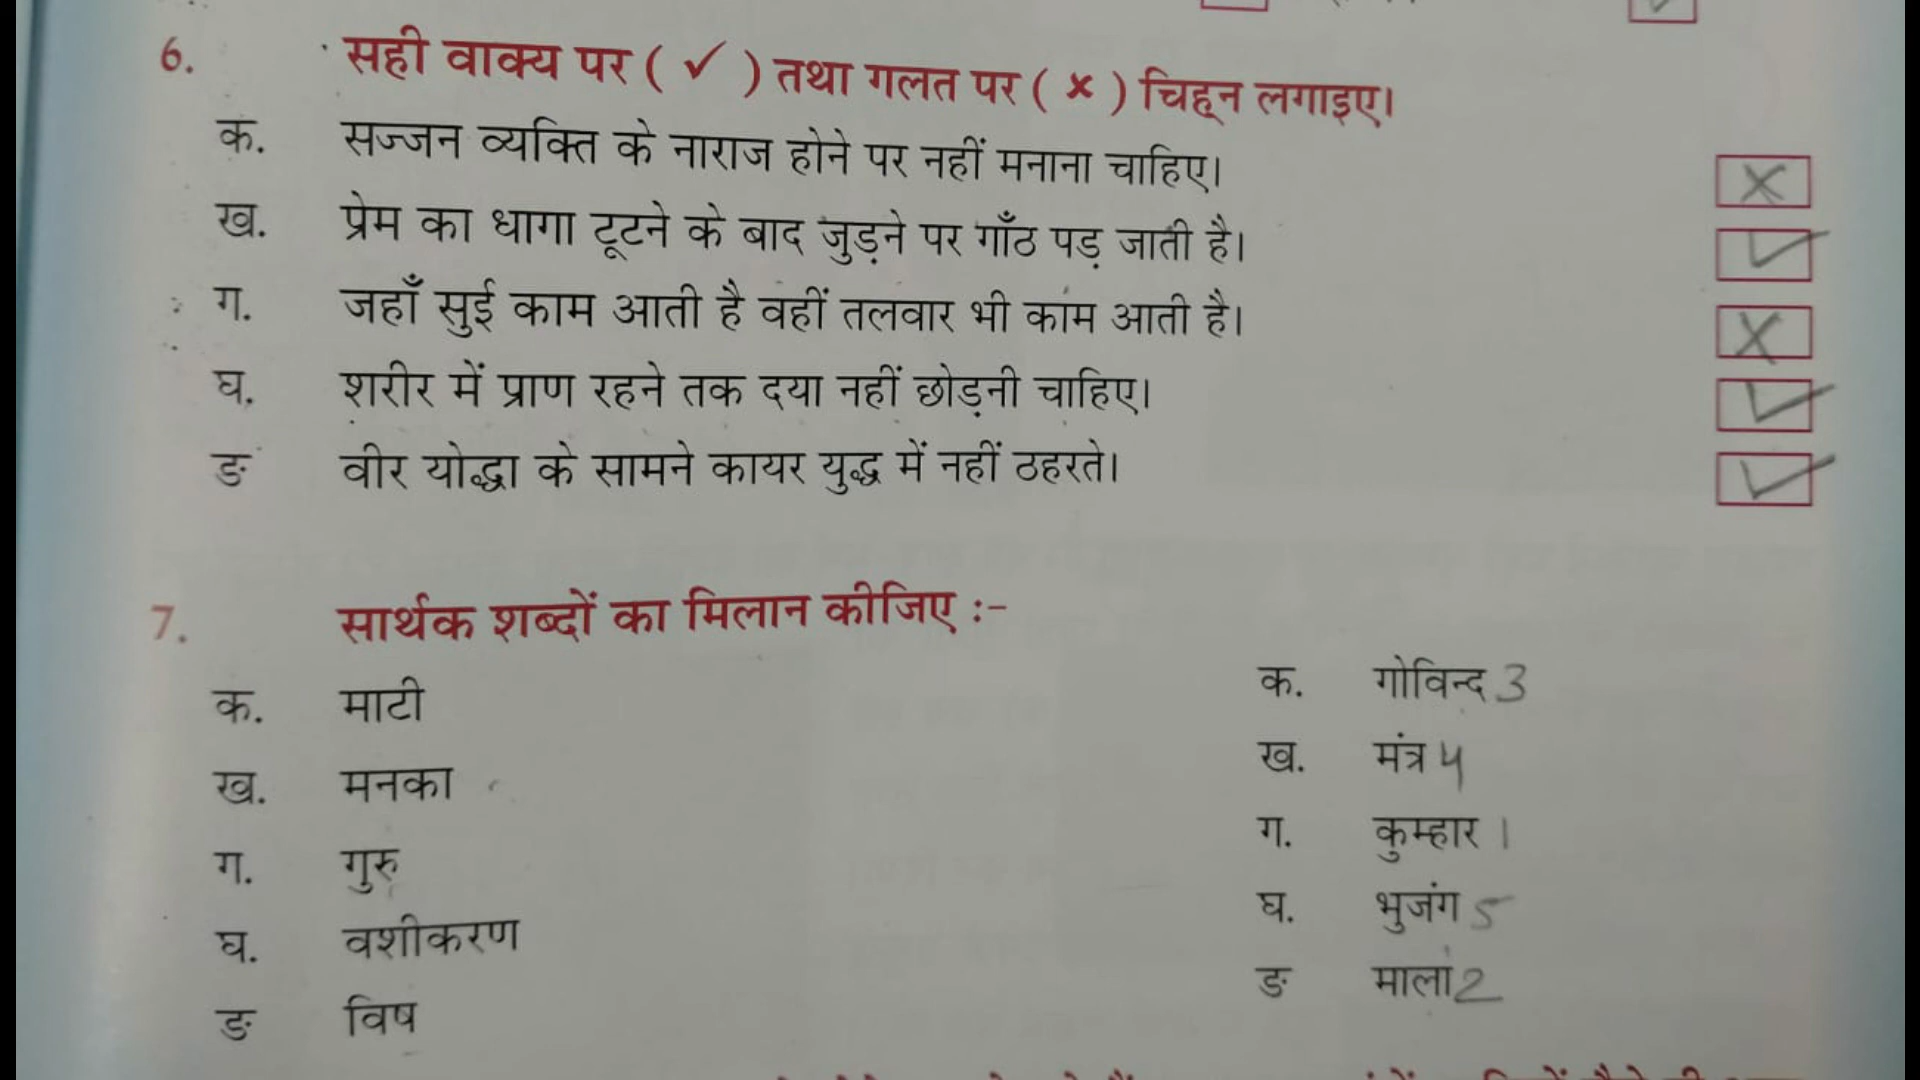 6. सही वाक्य पर ( ✓ ) तथा गलत पर ( × ) चिह्न लगाइए।
क. सज्जन व्यक्ति के नाराज होने पर नहीं मनाना चाहिए। ×
ख. प्रेम का धागा टूटने के बाद जुड़ने पर गाँठ पड़ जाती है। ✓
ग. जहाँ सुई काम आती है वहीं तलवार भी काम आती है। ×
घ. शरीर में प्राण रहने तक दया नहीं छोड़नी चाहिए। ✓
ङ वीर योद्धा के सामने कायर युद्ध में नहीं ठहरते। ✓
7. सार्थक शब्दों का मिलान कीजिए :-
क. माटी क. गोविन्द 3
ख. मनका ख. मंत्र 4
ग. गुरु ग. कुम्हार 1
घ. वशीकरण घ. भुजंग 5
ङ विष ङ माला 2